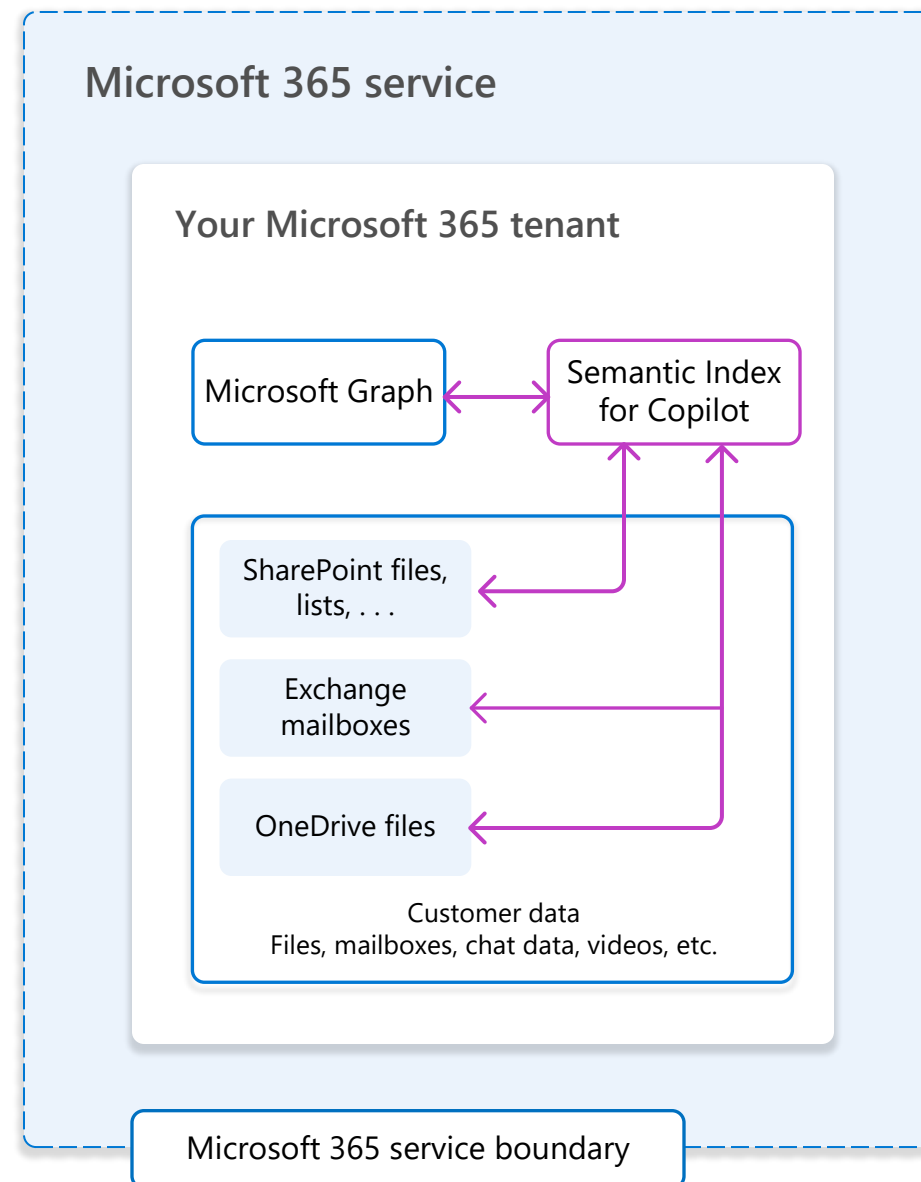 Microsoft 365 service
Your Microsoft 365 tenant
Microsoft Graph
Semantic Index
for Copilot
SharePoint files,
lists, . . .
Exchange
mailboxes
OneDrive files
Customer data
Files, mailboxes, chat data, videos, etc.
Microsoft 365 service boundary